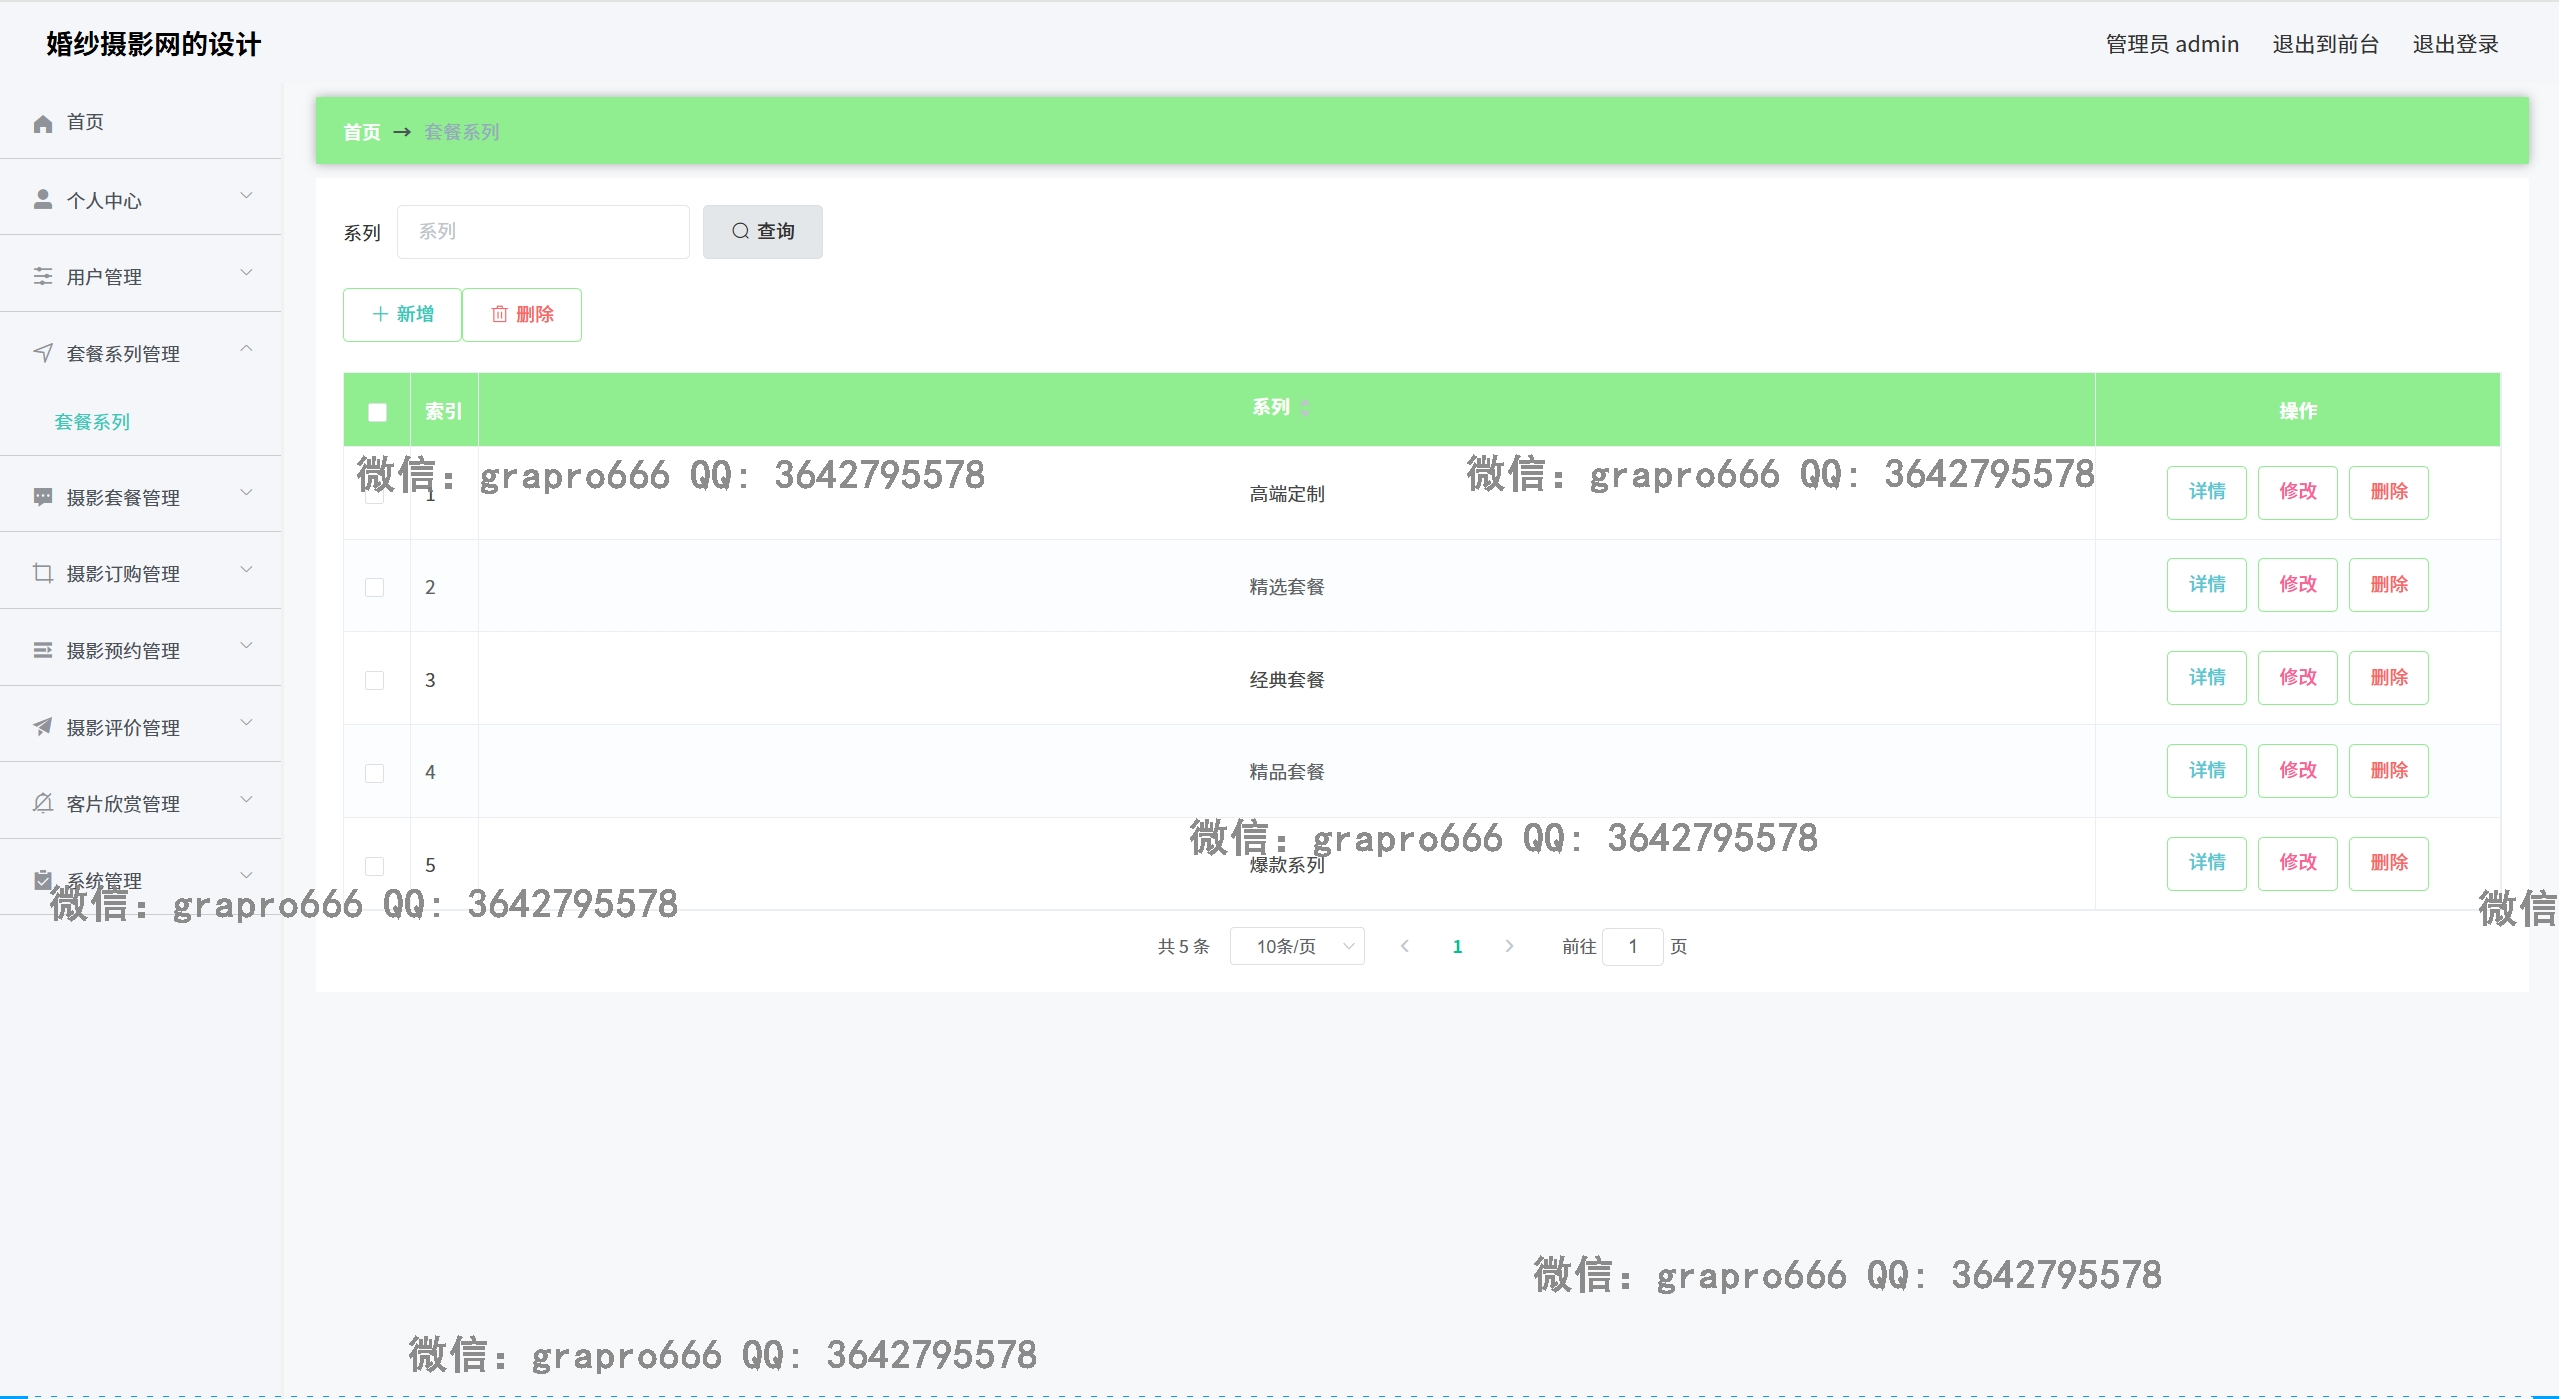 婚纱摄影网的设计
管理员 admin 退出到前台 退出登录
首页
个人中心
用户管理
套餐系列管理
套餐系列
摄影套餐管理
摄影订购管理
摄影预约管理
摄影评价管理
客片欣赏管理
系统管理
首页 → 套餐系列
系列 系列 查询
新增 删除
索引 系列 操作
1 高端定制 详情 修改 删除
2 精选套餐 详情 修改 删除
3 经典套餐 详情 修改 删除
4 精品套餐 详情 修改 删除
5 爆款系列 详情 修改 删除
共 5 条 10条/页 1 前往 1 页
微信: grapro666 QQ: 3642795578
微信: grapro666 QQ: 3642795578
微信: grapro666 QQ: 3642795578
微信: grapro666 QQ: 3642795578
微信
微信: grapro666 QQ: 3642795578
微信: grapro666 QQ: 3642795578